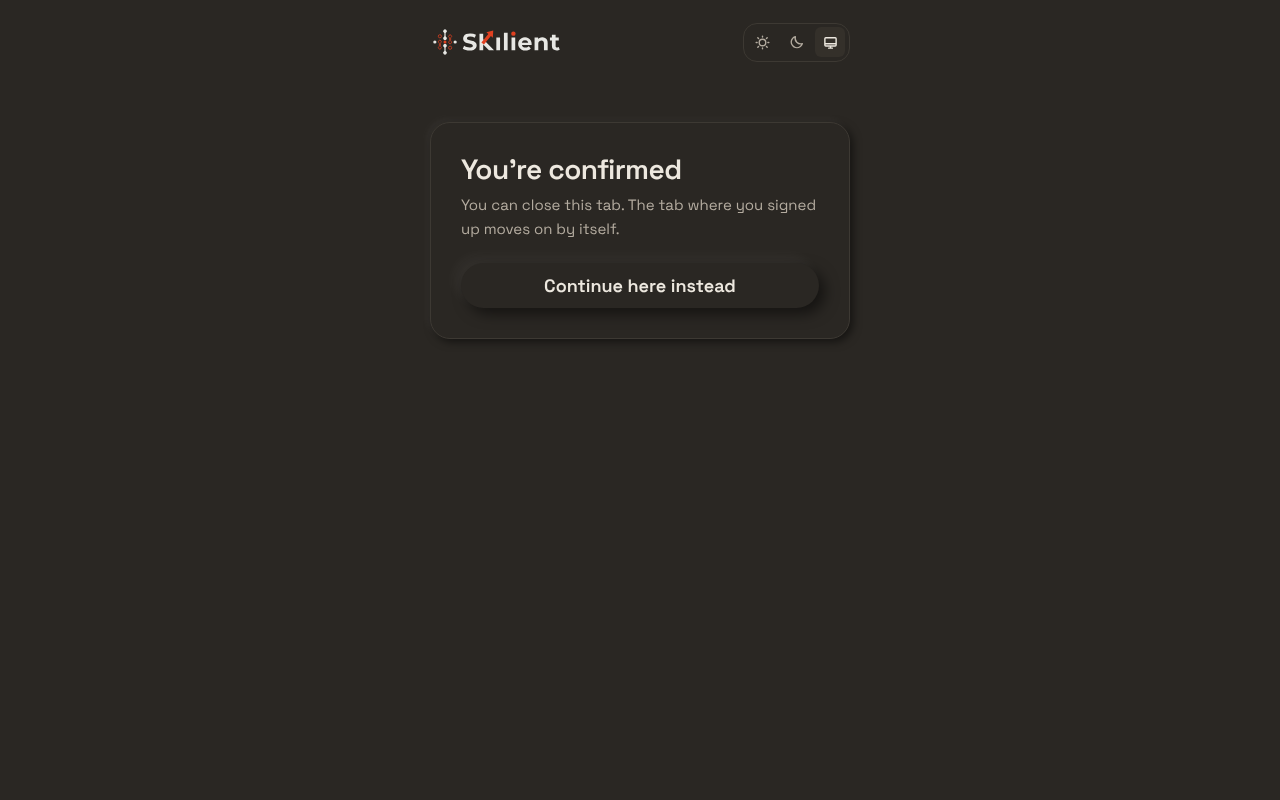 Skilient
You’re confirmed
You can close this tab. The tab where you signed
up moves on by itself.
Continue here instead